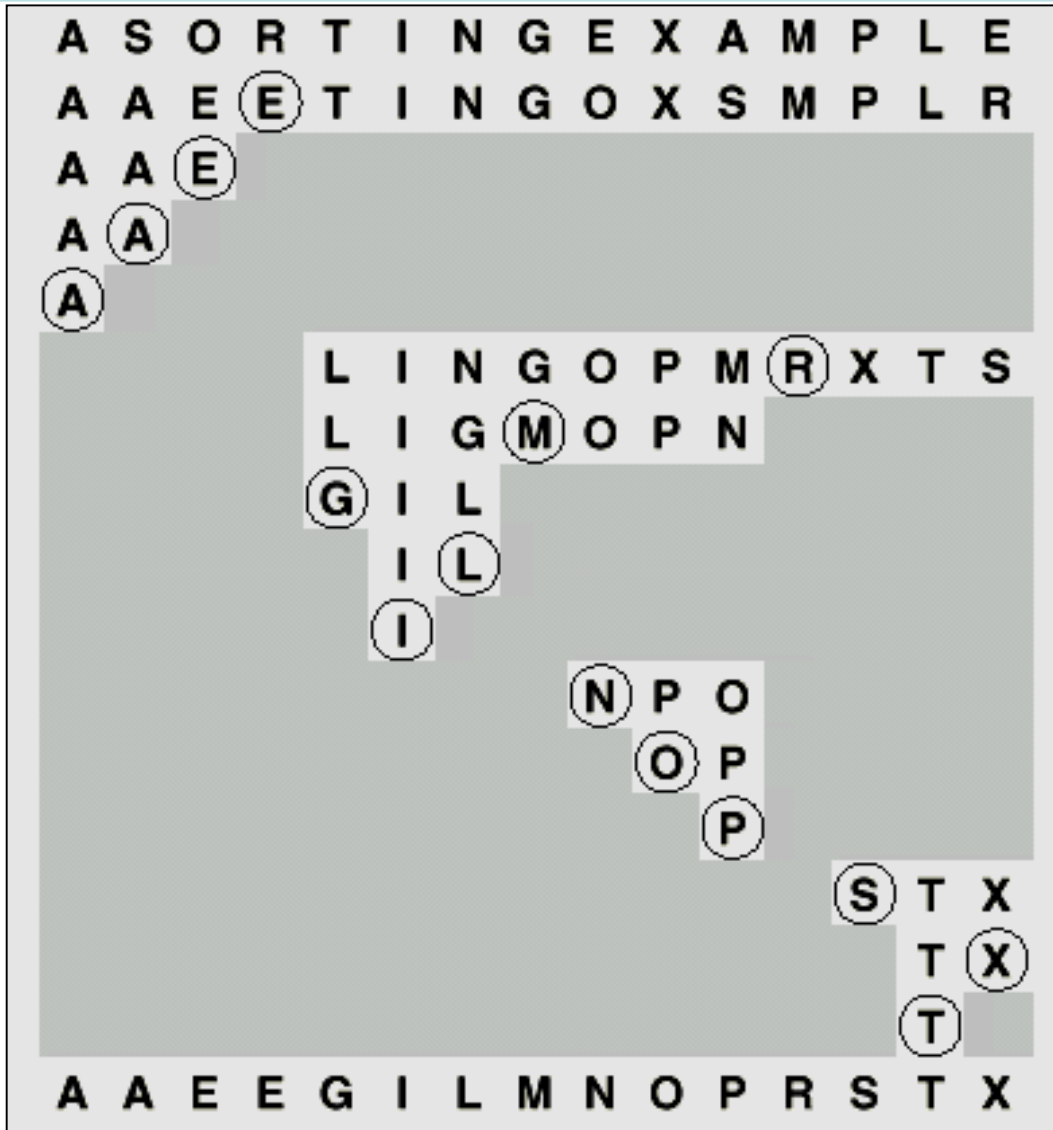 A S O R T I N G E X A M P L E
A A E E T I N G O X S M P L R
A A E
A A
A
L I N G O P M R X T S
L I G M O P N
G I L
I L
I
N P O
O P
P
S T X
T X
T
A A E E G I L M N O P R S T X